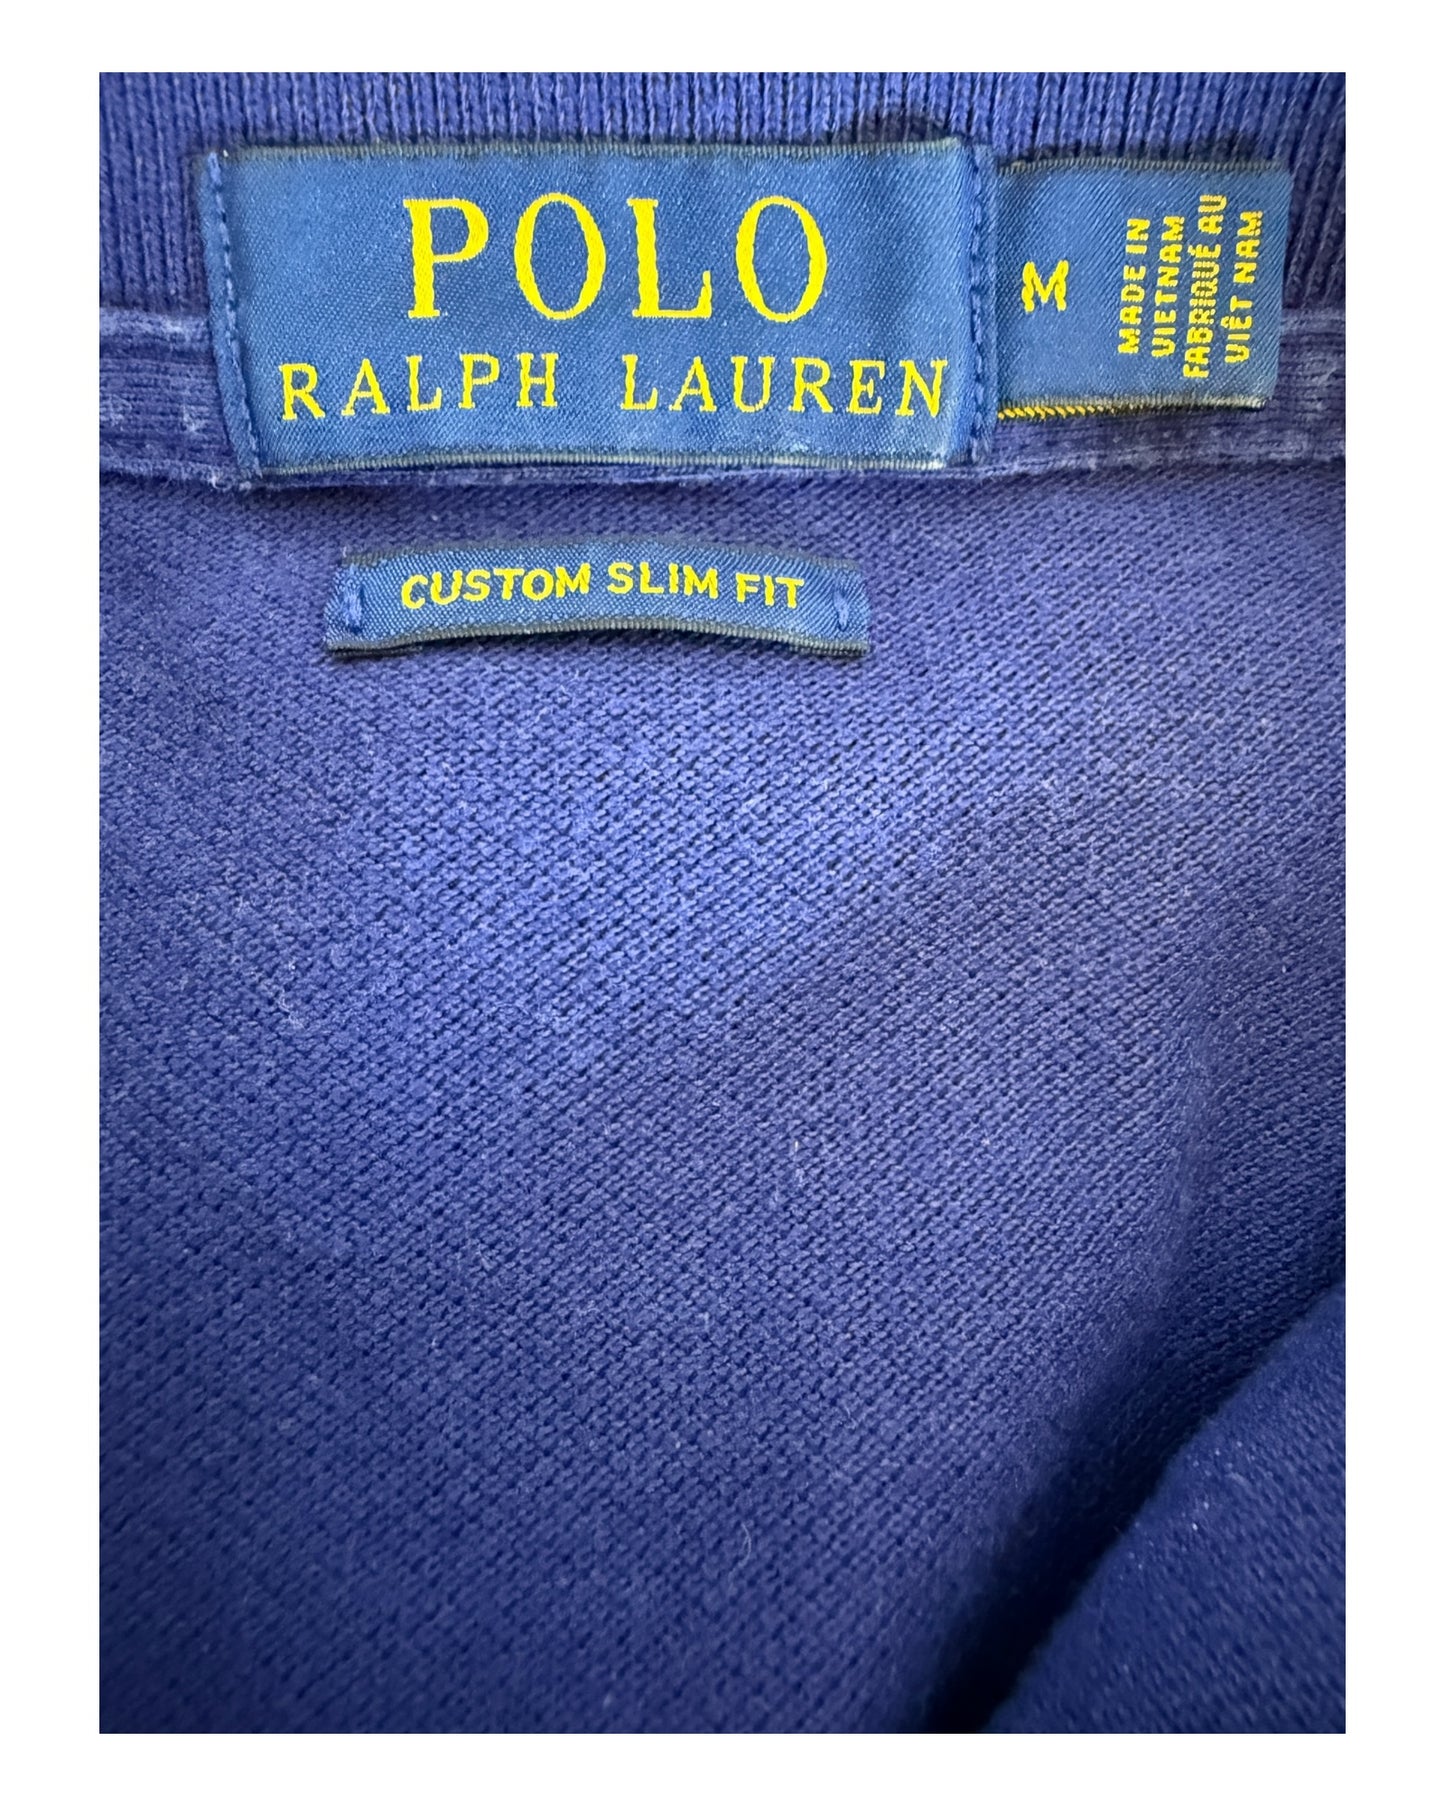 POLO
RALPH LAUREN
M
MADE IN
VIETNAM
FABRIQUÉ AU
VIÊT NAM
CUSTOM SLIM FIT